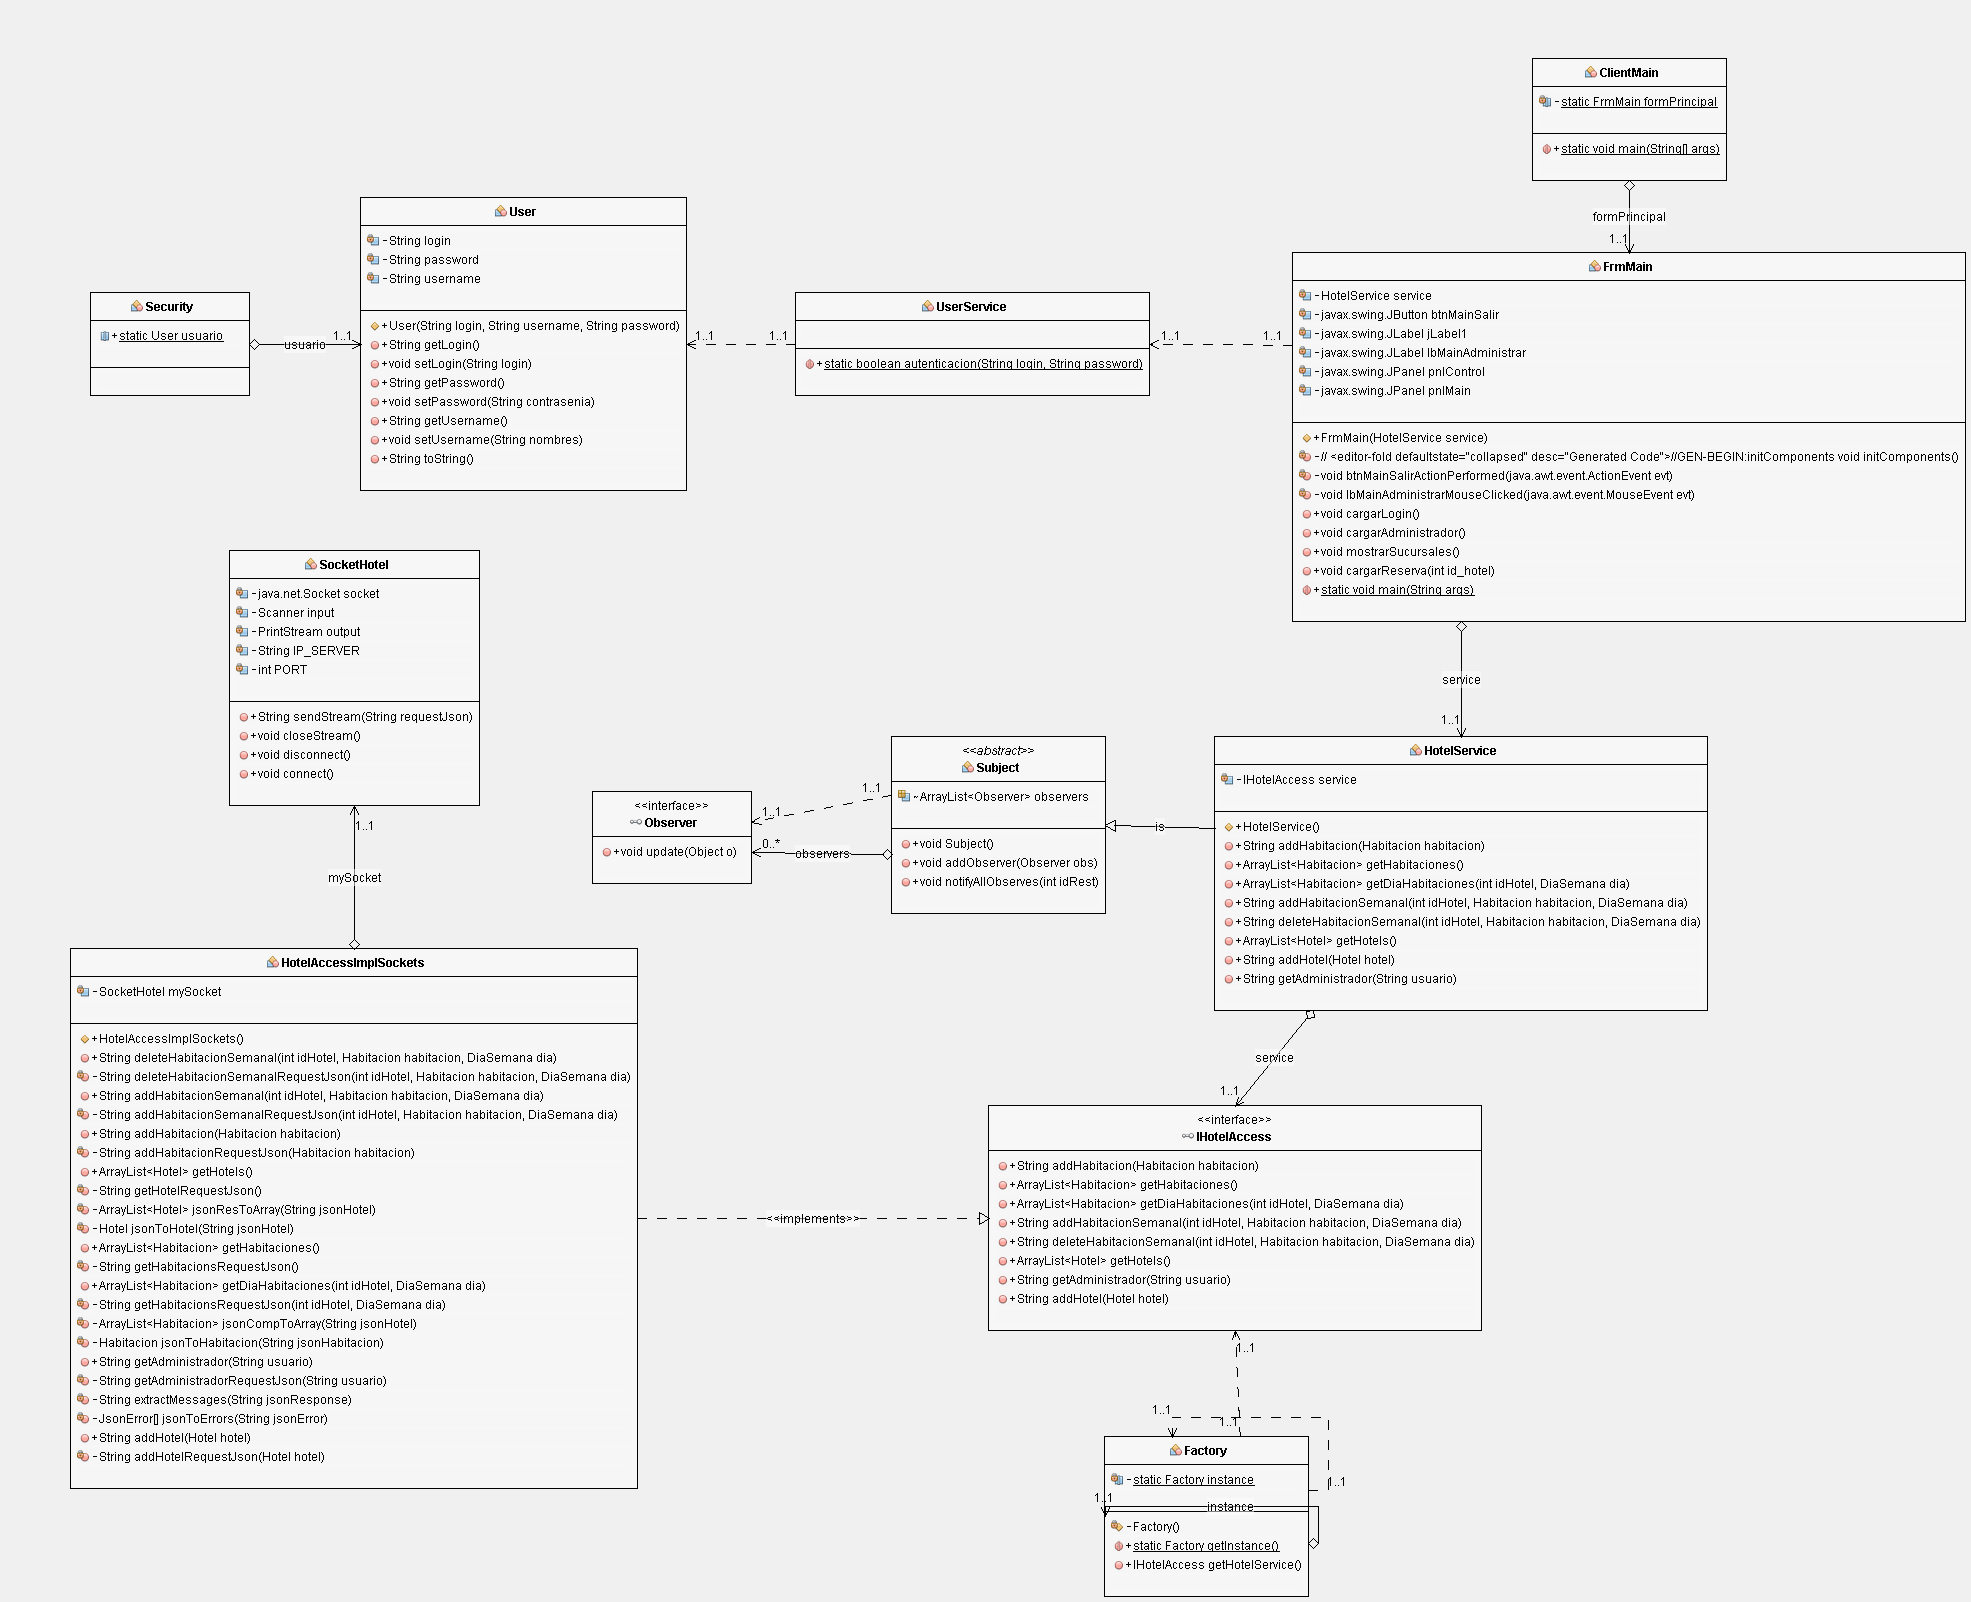 ClientMain
- static FrmMain formPrincipal
+ static void main(String[] args)
formPrincipal
1..1
User
- String login
- String password
- String username
+ User(String login, String username, String password)
+ String getLogin()
+ void setLogin(String login)
+ String getPassword()
+ void setPassword(String contrasenia)
+ String getUsername()
+ void setUsername(String nombres)
+ String toString()
Security
+ static User usuario
usuario
1..1
UserService
+ static boolean autenticacion(String login, String password)
1..1
1..1
1..1
1..1
FrmMain
- HotelService service
- javax.swing.JButton btnMainSalir
- javax.swing.JLabel jLabel1
- javax.swing.JLabel lbMainAdministrar
- javax.swing.JPanel pnlControl
- javax.swing.JPanel pnlMain
+ FrmMain(HotelService service)
- // <editor-fold defaultstate="collapsed" desc="Generated Code">//GEN-BEGIN:initComponents void initComponents()
- void btnMainSalirActionPerformed(java.awt.event.ActionEvent evt)
- void lbMainAdministrarMouseClicked(java.awt.event.MouseEvent evt)
+ void cargarLogin()
+ void cargarAdministrador()
+ void mostrarSucursales()
+ void cargarReserva(int id_hotel)
+ static void main(String args)
service
1..1
SocketHotel
- java.net.Socket socket
- Scanner input
- PrintStream output
- String IP_SERVER
- int PORT
+ String sendStream(String requestJson)
+ void closeStream()
+ void disconnect()
+ void connect()
1..1
mySocket
<<interface>>
Observer
+ void update(Object o)
1..1
1..1
0..*
observers
<<abstract>>
Subject
~ ArrayList<Observer> observers
+ void Subject()
+ void addObserver(Observer obs)
+ void notifyAllObserves(int idRest)
is
HotelService
- IHotelAccess service
+ HotelService()
+ String addHabitacion(Habitacion habitacion)
+ ArrayList<Habitacion> getHabitaciones()
+ ArrayList<Habitacion> getDiaHabitaciones(int idHotel, DiaSemana dia)
+ String addHabitacionSemanal(int idHotel, Habitacion habitacion, DiaSemana dia)
+ String deleteHabitacionSemanal(int idHotel, Habitacion habitacion, DiaSemana dia)
+ ArrayList<Hotel> getHotels()
+ String addHotel(Hotel hotel)
+ String getAdministrador(String usuario)
service
1..1
HotelAccessImplSockets
- SocketHotel mySocket
+ HotelAccessImplSockets()
+ String deleteHabitacionSemanal(int idHotel, Habitacion habitacion, DiaSemana dia)
- String deleteHabitacionSemanalRequestJson(int idHotel, Habitacion habitacion, DiaSemana dia)
+ String addHabitacionSemanal(int idHotel, Habitacion habitacion, DiaSemana dia)
- String addHabitacionSemanalRequestJson(int idHotel, Habitacion habitacion, DiaSemana dia)
+ String addHabitacion(Habitacion habitacion)
- String addHabitacionRequestJson(Habitacion habitacion)
+ ArrayList<Hotel> getHotels()
- String getHotelRequestJson()
- ArrayList<Hotel> jsonResToArray(String jsonHotel)
- Hotel jsonToHotel(String jsonHotel)
+ ArrayList<Habitacion> getHabitaciones()
- String getHabitacionsRequestJson()
+ ArrayList<Habitacion> getDiaHabitaciones(int idHotel, DiaSemana dia)
- String getHabitacionsRequestJson(int idHotel, DiaSemana dia)
- ArrayList<Habitacion> jsonCompToArray(String jsonHotel)
- Habitacion jsonToHabitacion(String jsonHabitacion)
+ String getAdministrador(String usuario)
- String getAdministradorRequestJson(String usuario)
- String extractMessages(String jsonResponse)
- JsonError[] jsonToErrors(String jsonError)
+ String addHotel(Hotel hotel)
- String addHotelRequestJson(Hotel hotel)
<<implements>>
<<interface>>
IHotelAccess
+ String addHabitacion(Habitacion habitacion)
+ ArrayList<Habitacion> getHabitaciones()
+ ArrayList<Habitacion> getDiaHabitaciones(int idHotel, DiaSemana dia)
+ String addHabitacionSemanal(int idHotel, Habitacion habitacion, DiaSemana dia)
+ String deleteHabitacionSemanal(int idHotel, Habitacion habitacion, DiaSemana dia)
+ ArrayList<Hotel> getHotels()
+ String getAdministrador(String usuario)
+ String addHotel(Hotel hotel)
1..1
1..1
1..1
Factory
- static Factory instance
1..1
1..1
instance
- Factory()
+ static Factory getInstance()
+ IHotelAccess getHotelService()